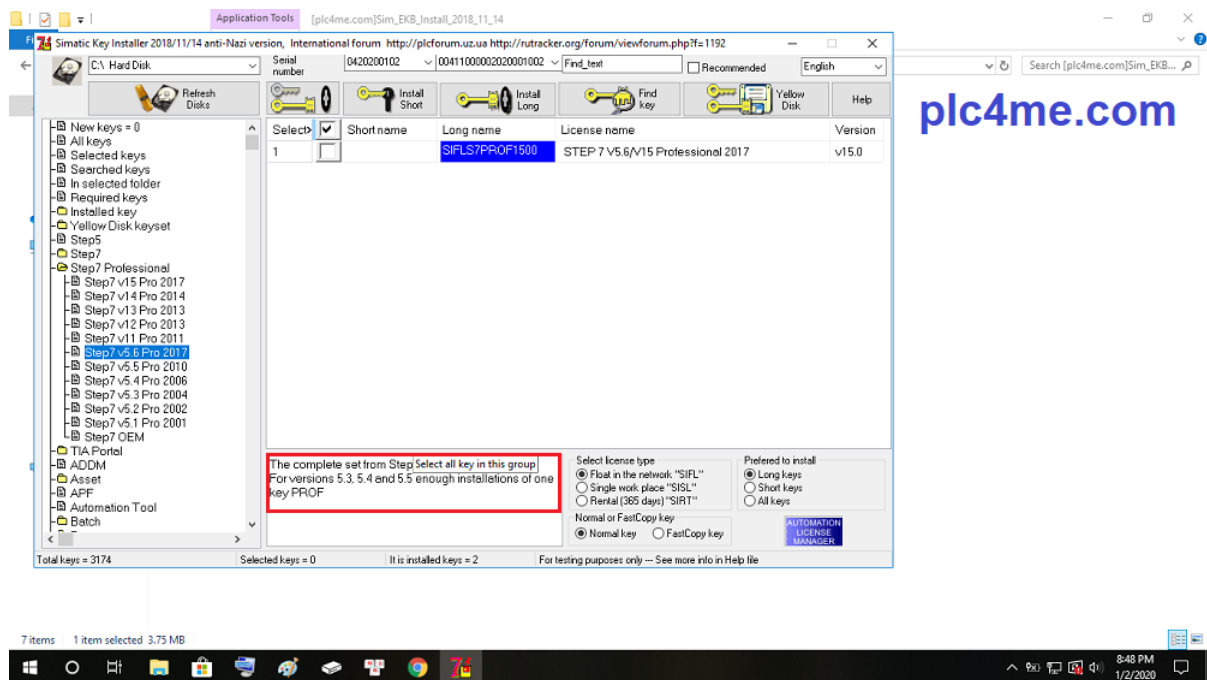 Application Tools [plc4me.com]Sim_EKB_Install_2018_11_14
Simatic Key Installer 2018/11/14 anti-Nazi version, International forum http://plcforum.uz.ua http://rutracker.org/forum/viewforum.php?f=1192
C:\ Hard Disk
Serial number
0420200102
00411000002020001002
Find_text
Recommended
English
Search [plc4me.com]Sim_EKB...
Refresh Disks
Install Short
Install Long
Find key
Yellow Disk
Help
plc4me.com
New keys = 0
All keys
Selected keys
Searched keys
In selected folder
Required keys
Installed key
Yellow Disk keyset
Step5
Step7
Step7 Professional
Step7 v15 Pro 2017
Step7 v14 Pro 2014
Step7 v13 Pro 2013
Step7 v12 Pro 2013
Step7 v11 Pro 2011
Step7 v5.6 Pro 2017
Step7 v5.5 Pro 2010
Step7 v5.4 Pro 2006
Step7 v5.3 Pro 2004
Step7 v5.2 Pro 2002
Step7 v5.1 Pro 2001
Step7 OEM
TIA Portal
ADDM
Asset
APF
Automation Tool
Batch
Select> Short name Long name License name Version
1 SIFLS7PROF1500 STEP 7 V5.6/V15 Professional 2017 v15.0
The complete set from Step
Select all key in this group
For versions 5.3, 5.4 and 5.5 enough installations of one
key PROF
Select license type
Float in the network "SIFL"
Single work place "SISL"
Rental (365 days) "SIRT"
Prefered to install
Long keys
Short keys
All keys
Normal or FastCopy key
Normal key FastCopy key
AUTOMATION
LICENSE
MANAGER
Total keys = 3174 Selected keys = 0 It is installed keys = 2 For testing purposes only --- See more info in Help file
7 items 1 item selected 3.75 MB
8:48 PM
1/2/2020